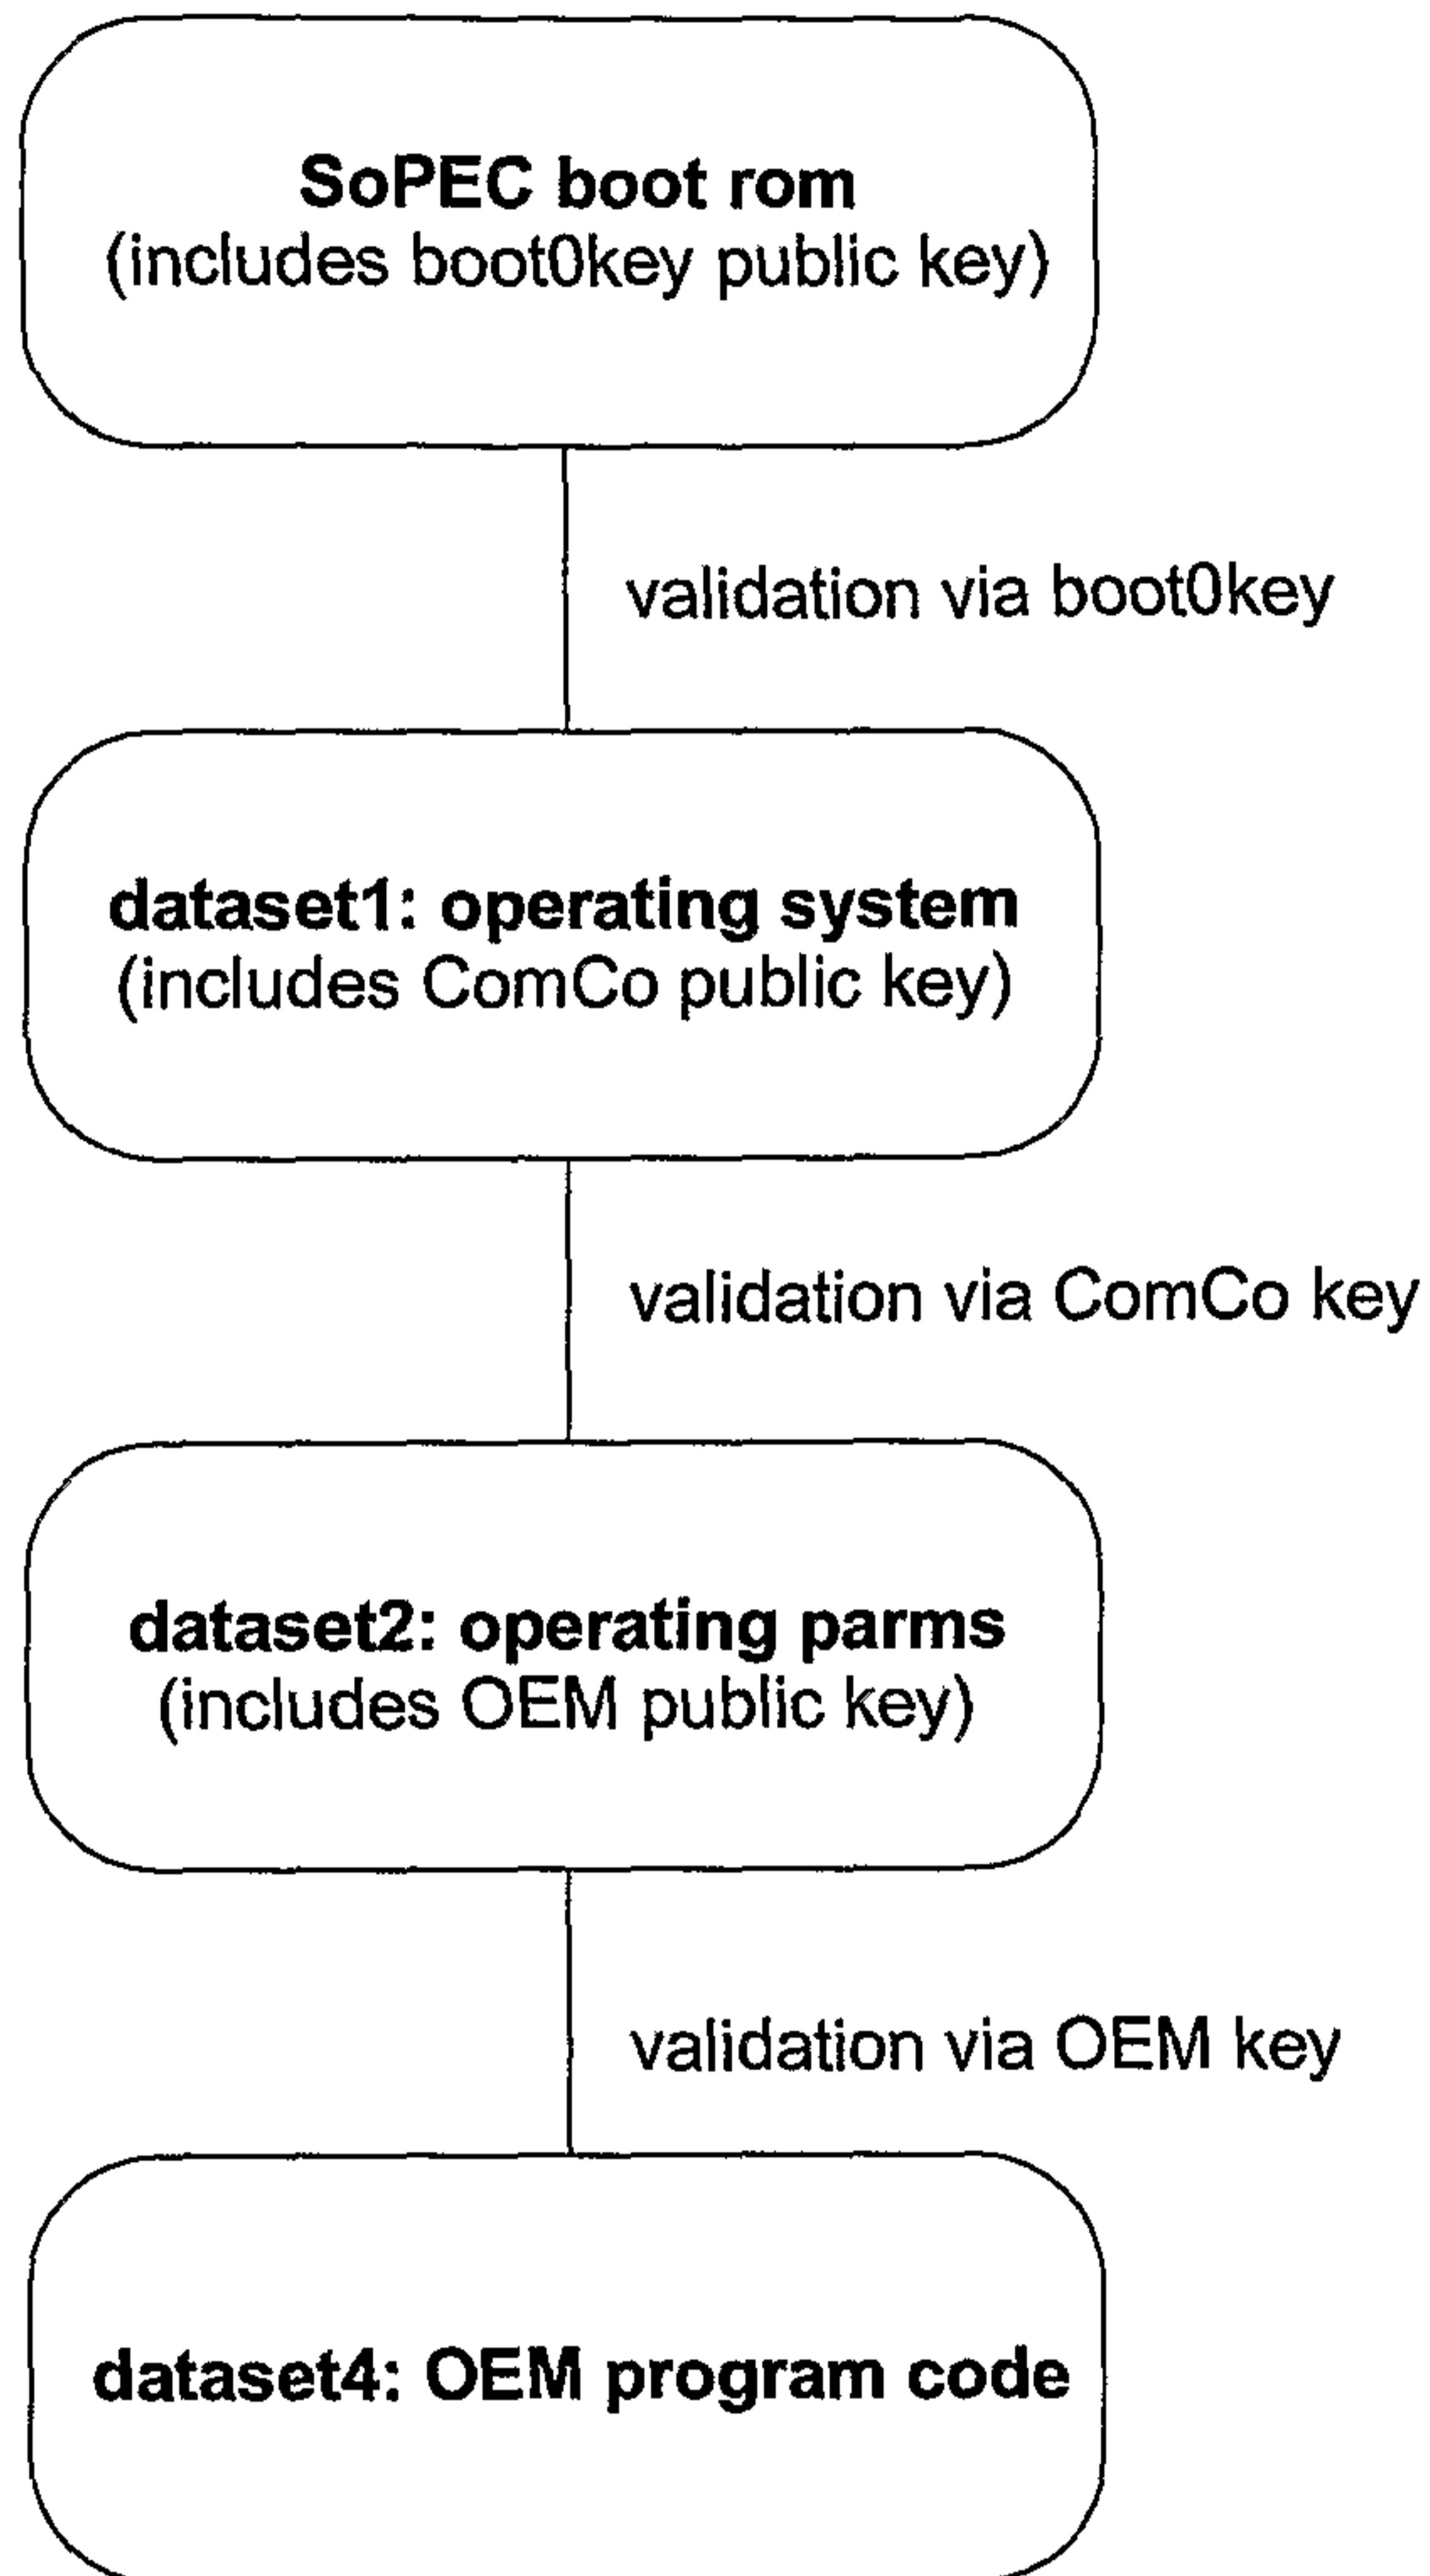 SoPEC boot rom
(includes boot0key public key)
validation via boot0key
dataset1: operating system
(includes ComCo public key)
validation via ComCo key
dataset2: operating parms
(includes OEM public key)
validation via OEM key
dataset4: OEM program code